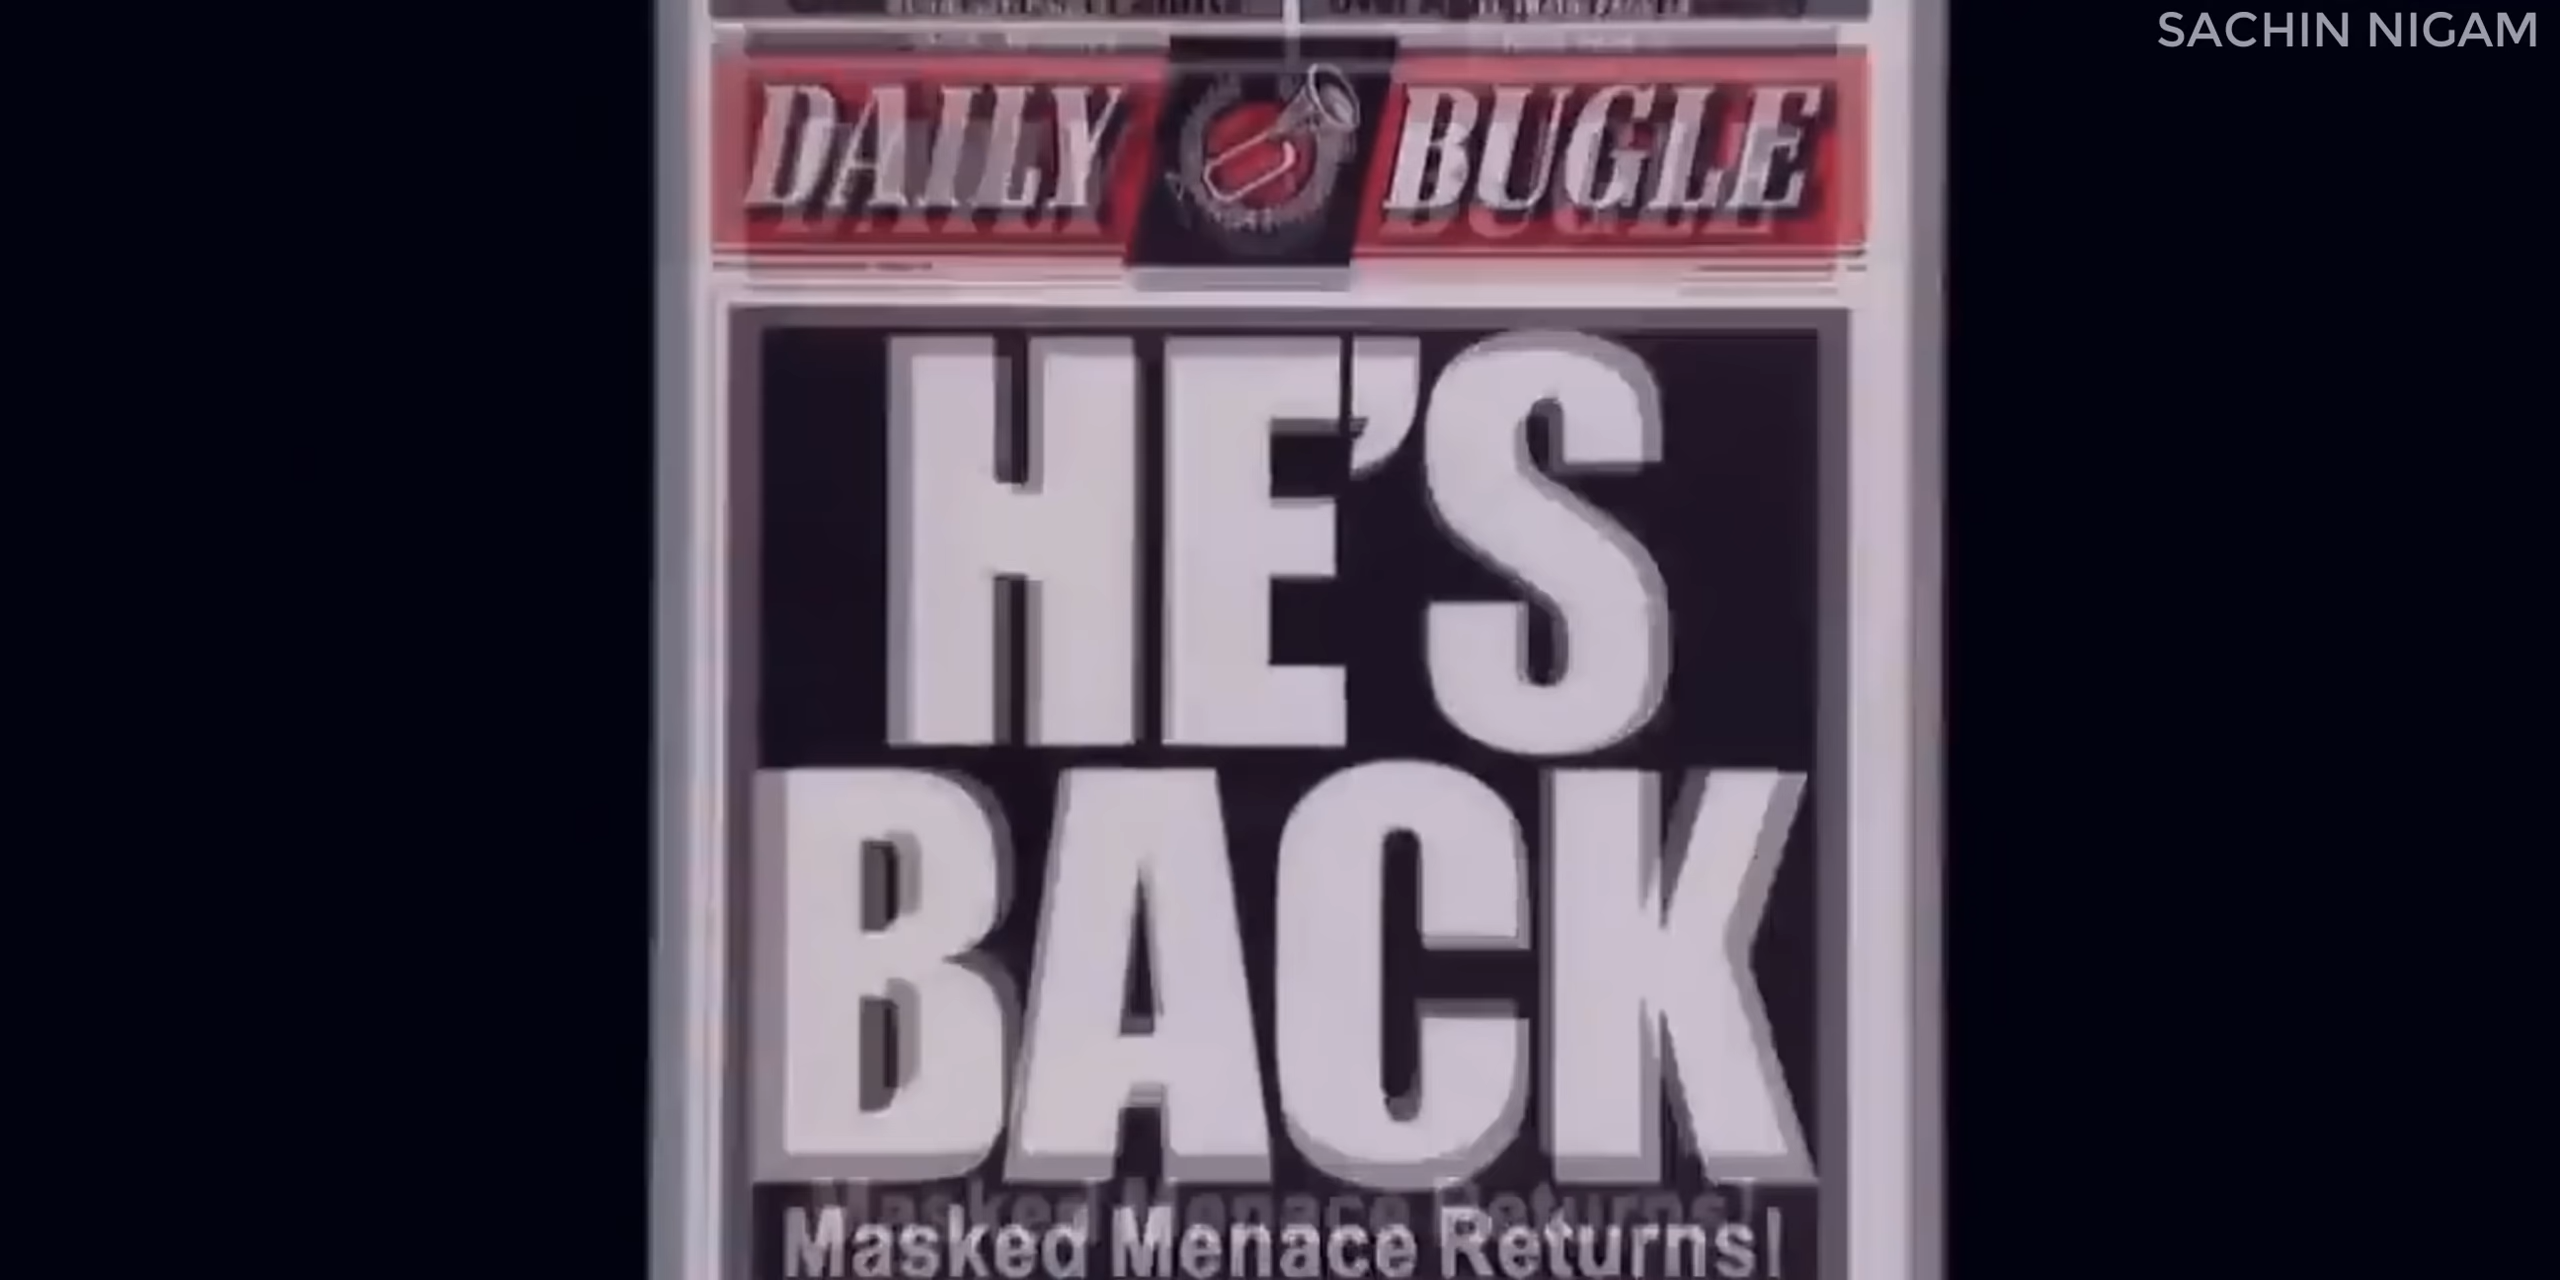 SACHIN NIGAM
DAILY BUGLE
HE'S
BACK
Masked Menace Returns!